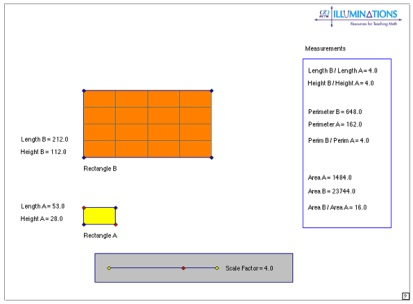 ILLUMINATIONS
Resources for Teaching Math
Measurements
Length B / Length A = 4.0
Height B / Height A = 4.0
Perimeter B = 648.0
Perimeter A = 162.0
Perim B / Perim A = 4.0
Area A = 1484.0
Area B = 23744.0
Area B / Area A = 16.0
Length B = 212.0
Height B = 112.0
Rectangle B
Length A = 53.0
Height A = 28.0
Rectangle A
Scale Factor = 4.0